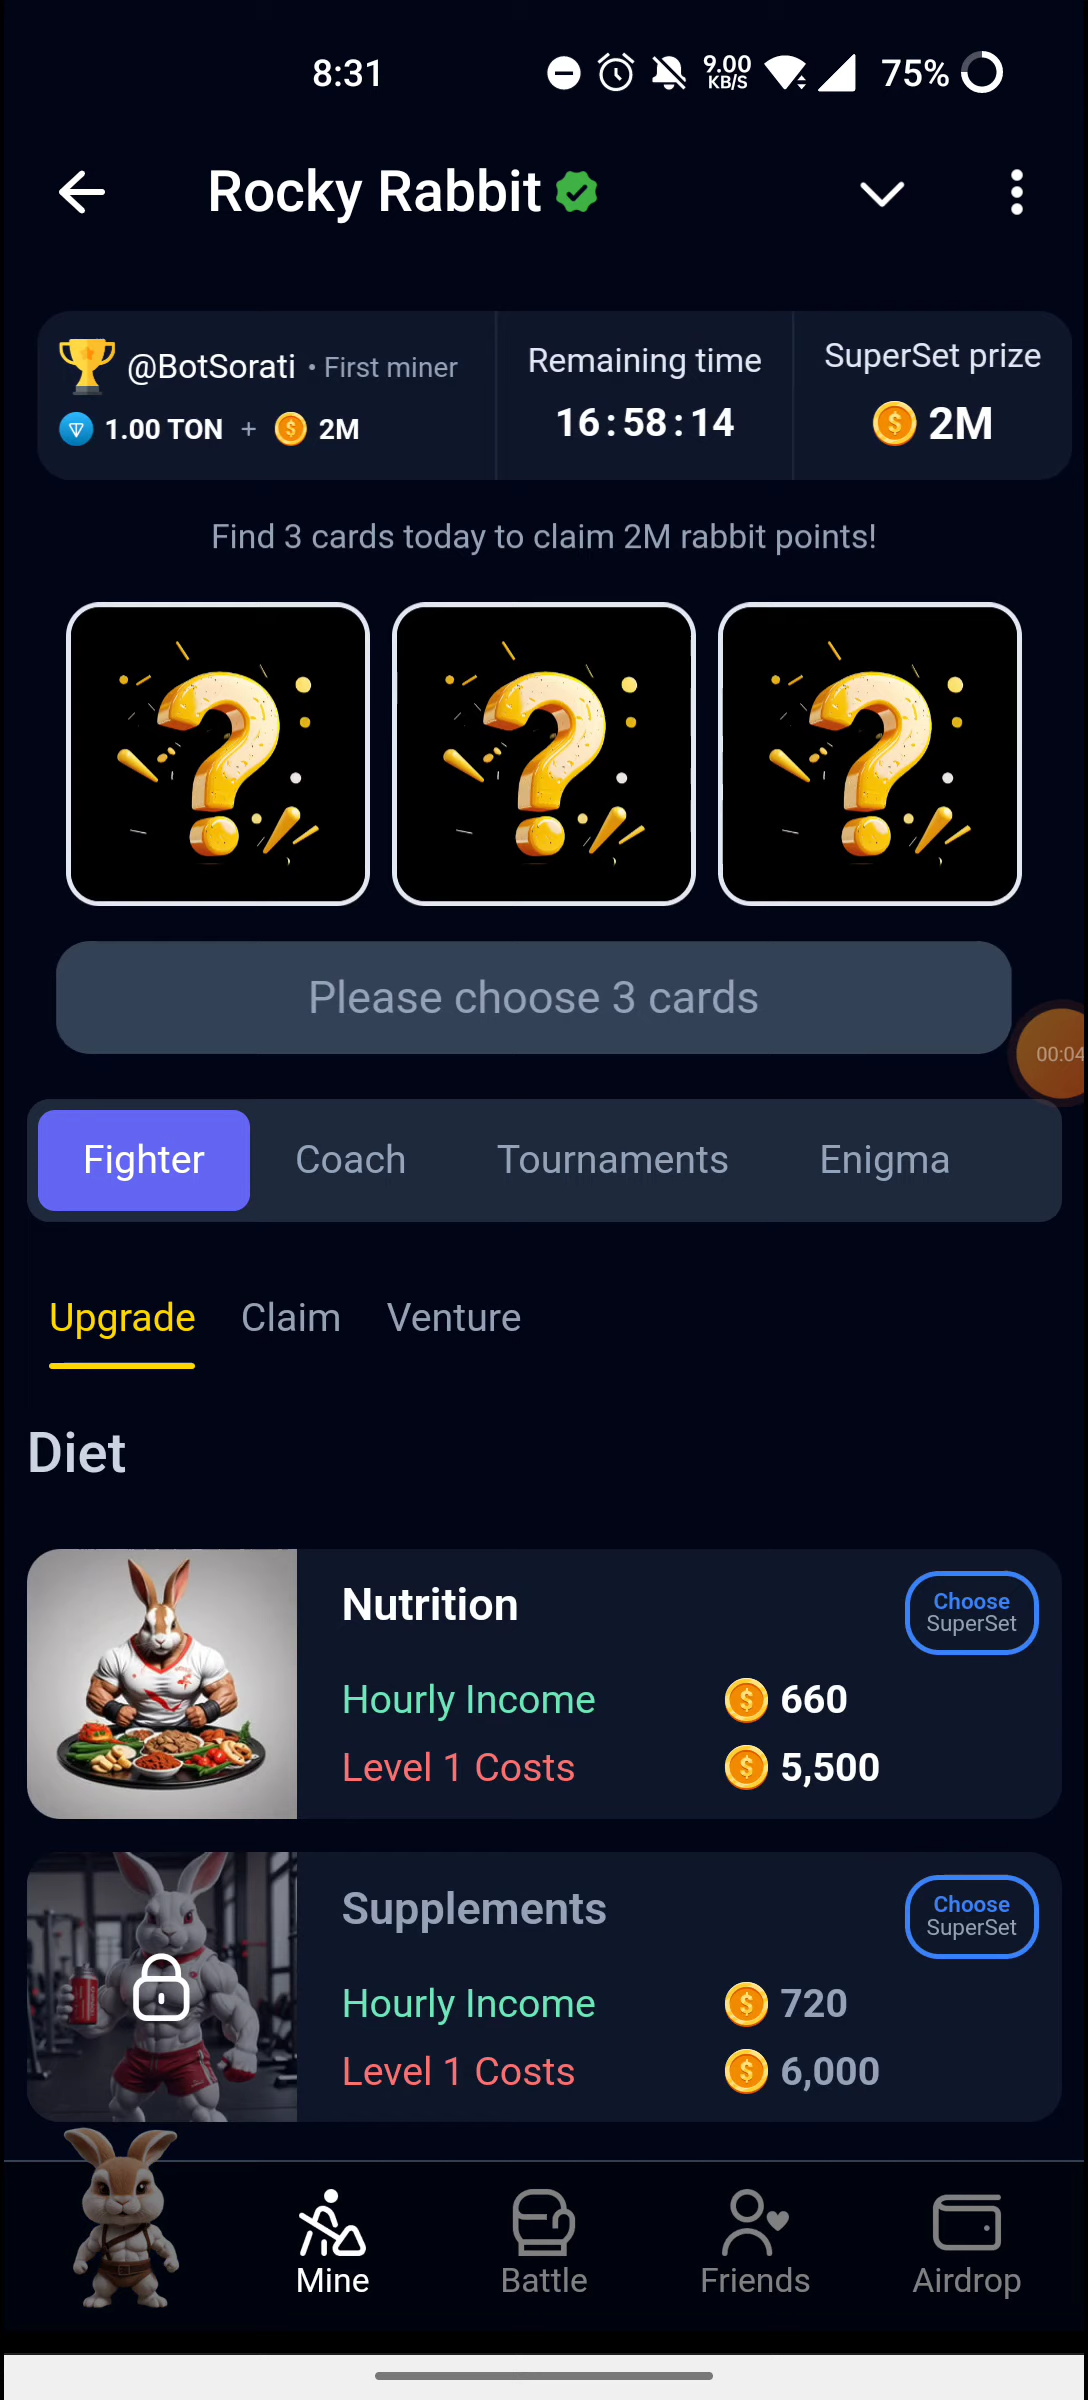 8:31
9.00
KB/S
75%
Rocky Rabbit
@BotSorati • First miner
1.00 TON + 2M
Remaining time
16:58:14
SuperSet prize
2M
Find 3 cards today to claim 2M rabbit points!
Please choose 3 cards
00:04
Fighter
Coach
Tournaments
Enigma
Upgrade
Claim
Venture
Diet
Nutrition
Choose
SuperSet
Hourly Income
660
Level 1 Costs
5,500
Supplements
Choose
SuperSet
Hourly Income
720
Level 1 Costs
6,000
Mine
Battle
Friends
Airdrop